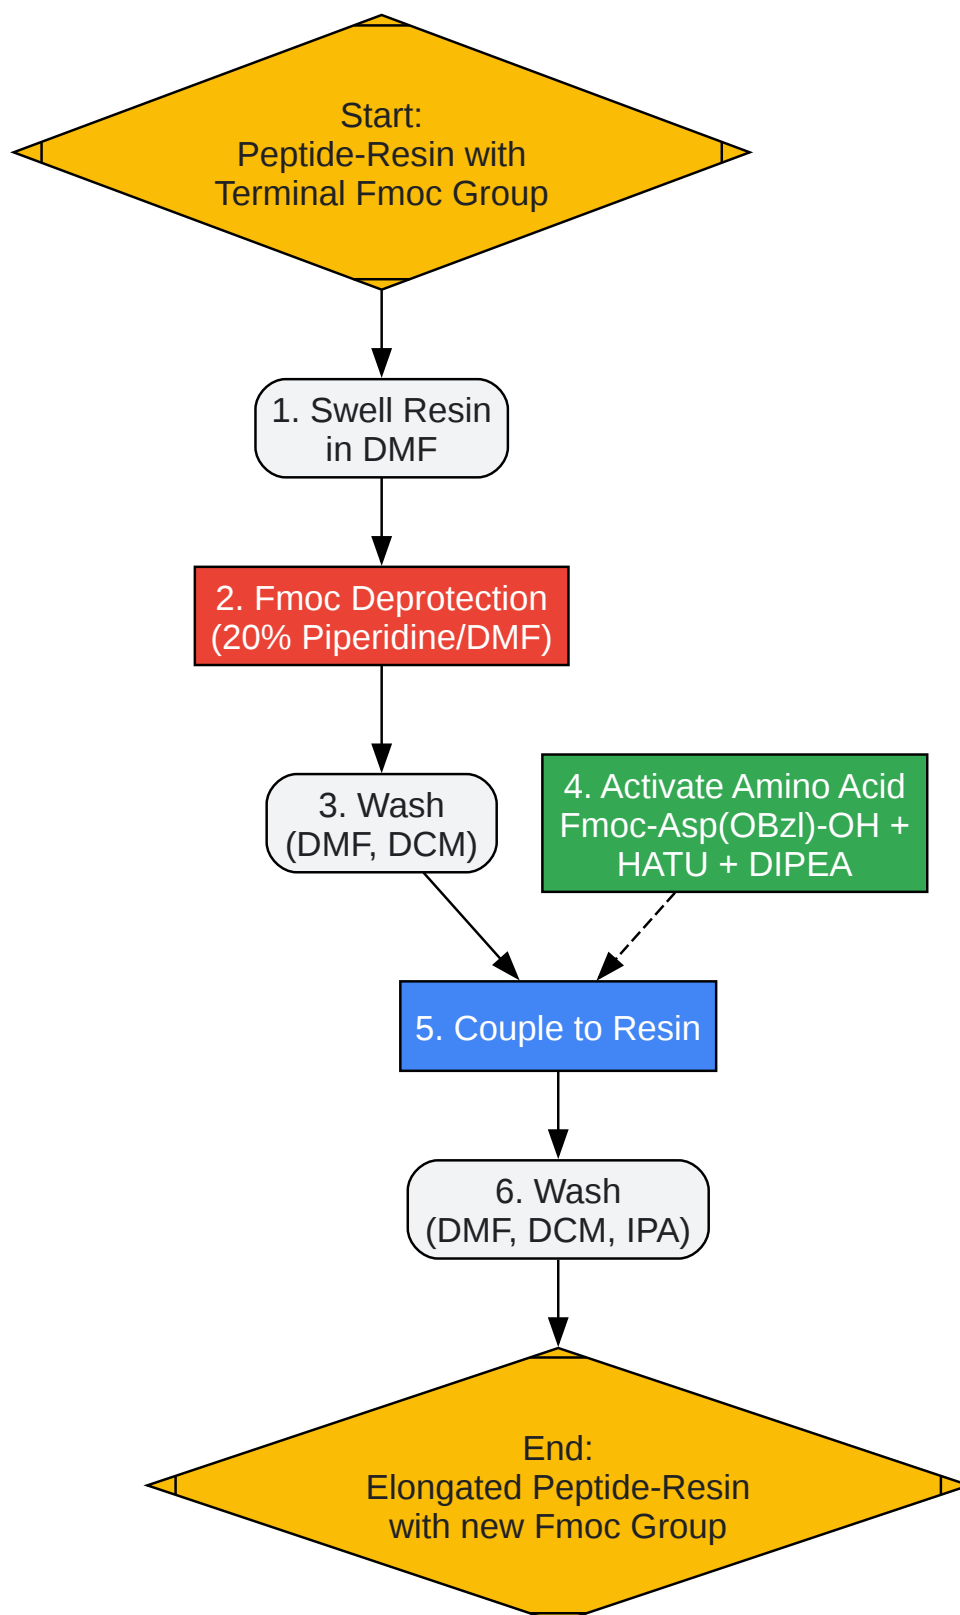 Start:
Peptide-Resin with
Terminal Fmoc Group
1. Swell Resin
in DMF
2. Fmoc Deprotection
(20% Piperidine/DMF)
3. Wash
(DMF, DCM)
4. Activate Amino Acid
Fmoc-Asp(OBzl)-OH +
HATU + DIPEA
5. Couple to Resin
6. Wash
(DMF, DCM, IPA)
End:
Elongated Peptide-Resin
with new Fmoc Group